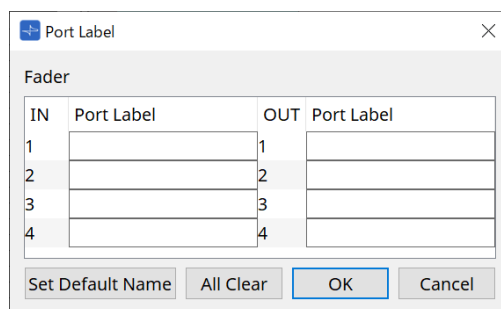 Port Label
Fader
IN Port Label OUT Port Label
1 1
2 2
3 3
4 4
Set Default Name All Clear OK Cancel